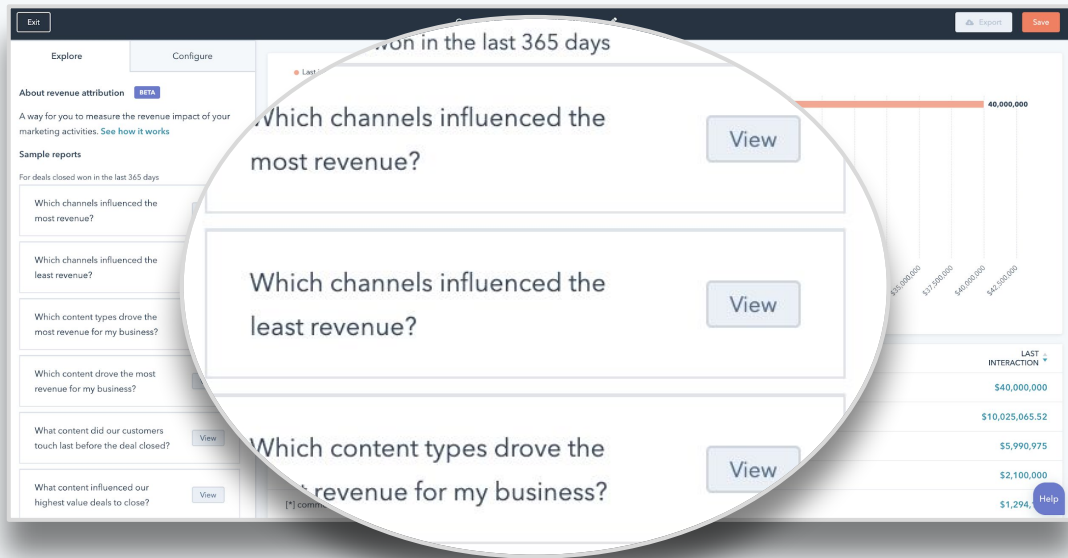 Exit
Export
Save
Explore
Configure
About revenue attribution BETA
A way for you to measure the revenue impact of your
marketing activities. See how it works
Sample reports
For deals closed won in the last 365 days
Which channels influenced the
most revenue?
Which channels influenced the
least revenue?
Which content types drove the
most revenue for my business?
Which content drove the most
revenue for my business?
What content did our customers
touch last before the deal closed?
View
What content influenced our
highest value deals to close?
View
won in the last 365 days
Which channels influenced the
most revenue?
View
Which channels influenced the
least revenue?
View
Which content types drove the
revenue for my business?
View
Last
40,000,000
$35,000,000
$37,500,000
$40,000,000
$42,500,000
LAST
INTERACTION
$40,000,000
$10,025,065.52
$5,990,975
$2,100,000
$1,294,
Help